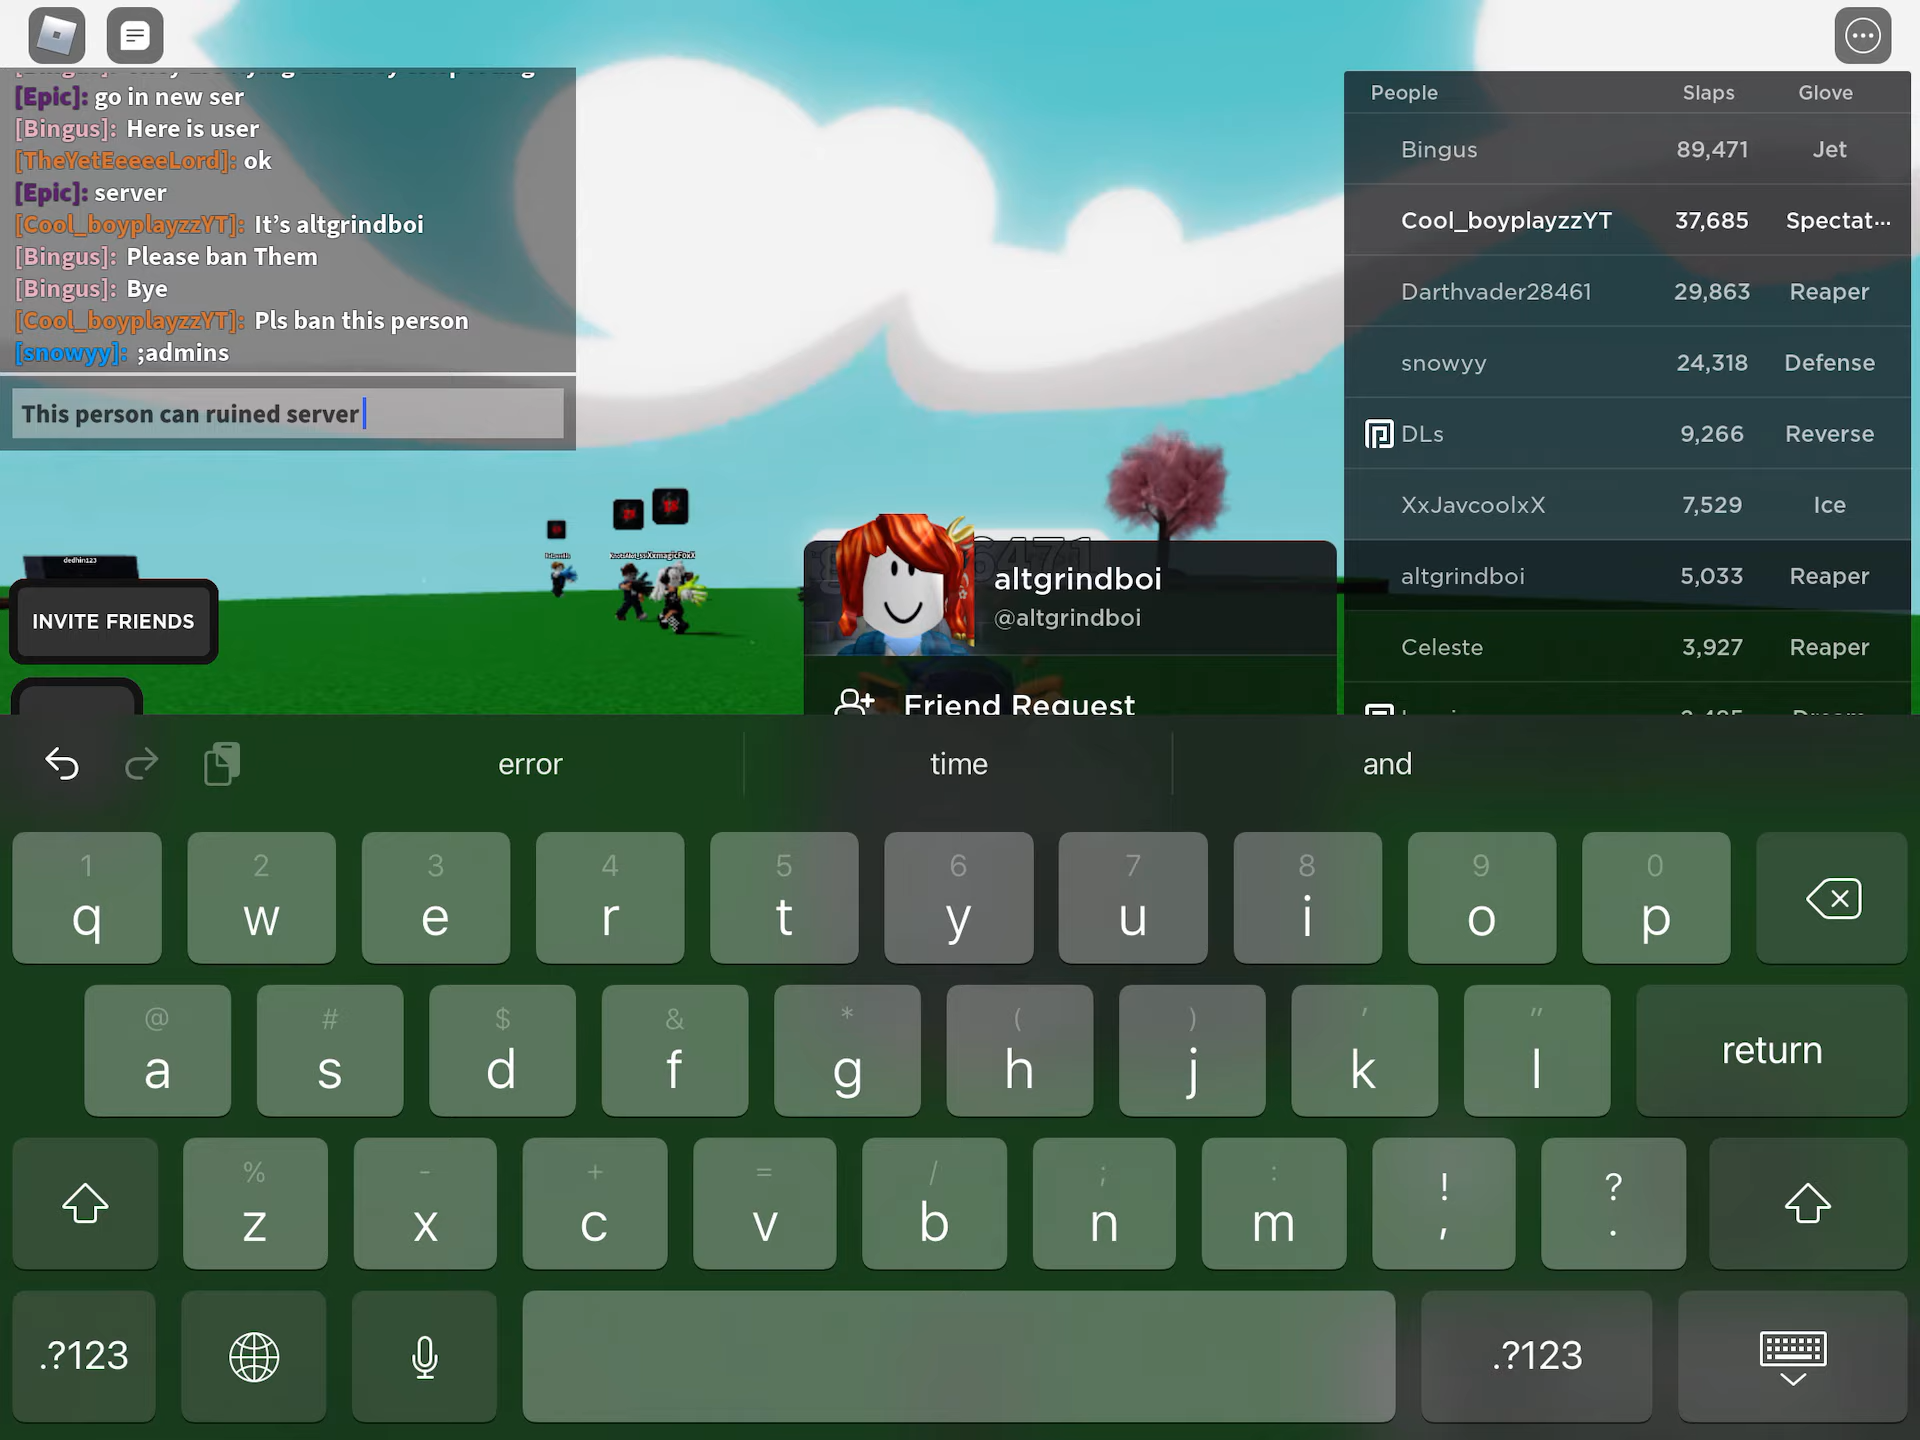 [Epic]: go in new ser
[Bingus]: Here is user
[TheYetEeeeeLord]: ok
[Epic]: server
[Cool_boyplayzzYT]: It's altgrindboi
[Bingus]: Please ban Them
[Bingus]: Bye
[Cool_boyplayzzYT]: Pls ban this person
[snowyy]: ;admins
This person can ruined server
People Slaps Glove
Bingus 89,471 Jet
Cool_boyplayzzYT 37,685 Spectat...
Darthvader28461 29,863 Reaper
snowyy 24,318 Defense
DLs 9,266 Reverse
XxJavcoolxX 7,529 Ice
altgrindboi 5,033 Reaper
Celeste 3,927 Reaper
dedhin123
INVITE FRIENDS
altgrindboi
@altgrindboi
Friend Request
error time and
1 2 3 4 5 6 7 8 9 0
q w e r t y u i o p
@ # $ & * ( ) ' "
a s d f g h j k l return
% - + = / ; : ! ?
z x c v b n m , .
.?123 .?123